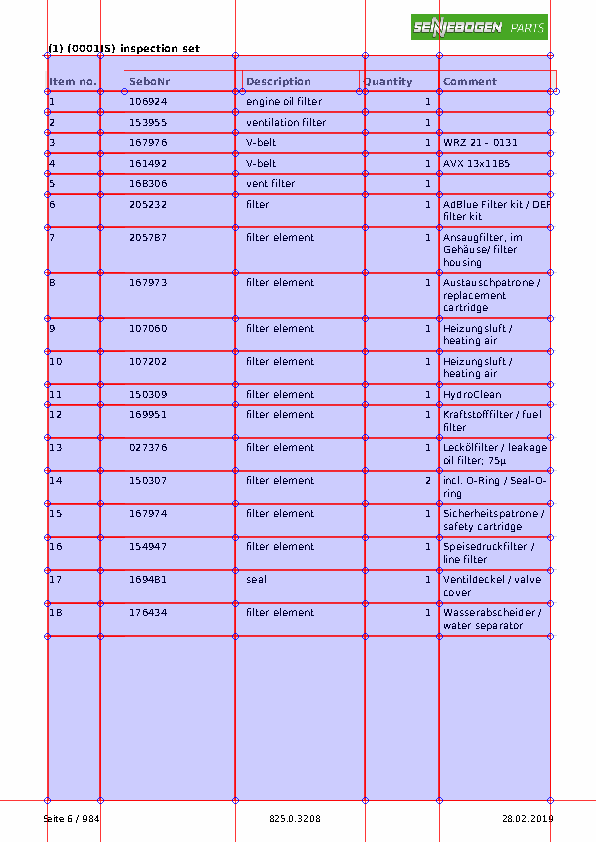 SENNEBOGEN PARTS
(1) (0001JS) inspection set
Item no. SeboNr Description Quantity Comment
1 106924 engine oil filter 1
2 153955 ventilation filter 1
3 167976 V-belt 1 WRZ 21 - 0131
4 161492 V-belt 1 AVX 13x1185
5 168306 vent filter 1
6 205232 filter 1 AdBlue Filter kit / DEF
filter kit
7 205787 filter element 1 Ansaugfilter, im
Gehäuse/ filter
housing
8 167973 filter element 1 Austauschpatrone /
replacement
cartridge
9 107060 filter element 1 Heizungsluft /
heating air
10 107202 filter element 1 Heizungsluft /
heating air
11 150309 filter element 1 HydroClean
12 169951 filter element 1 Kraftstofffilter / fuel
filter
13 027376 filter element 1 Leckölfilter / leakage
oil filter; 75µ
14 150307 filter element 2 incl. O-Ring / Seal-O-
ring
15 167974 filter element 1 Sicherheitspatrone /
safety cartridge
16 154947 filter element 1 Speisedruckfilter /
line filter
17 169481 seal 1 Ventildeckel / valve
cover
18 176434 filter element 1 Wasserabscheider /
water separator
Seite 6 / 984 825.0.3208 28.02.2019